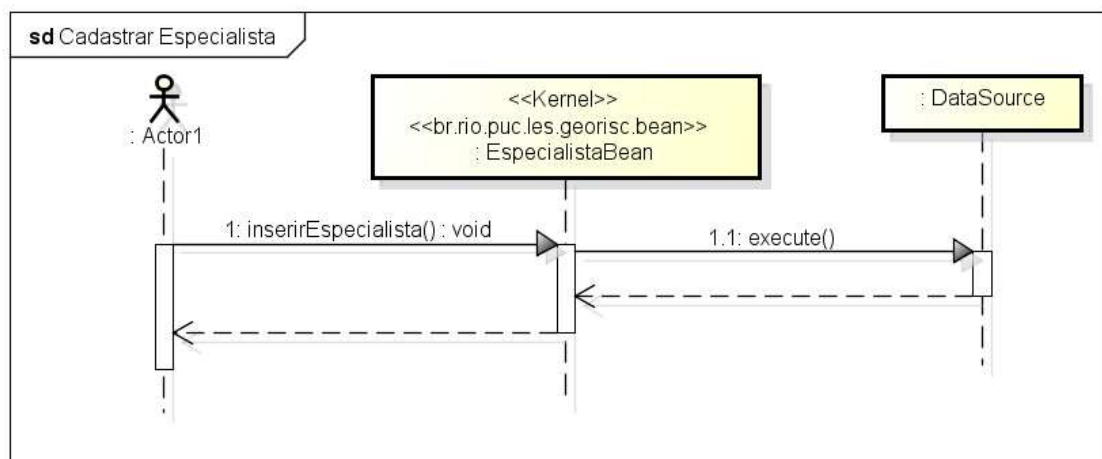 sd Cadastrar Especialista
: Actor1
<<Kernel>>
<<br.rio.puc.les.georisc.bean>>
: EspecialistaBean
: DataSource
1: inserirEspecialista() : void
1.1: execute()